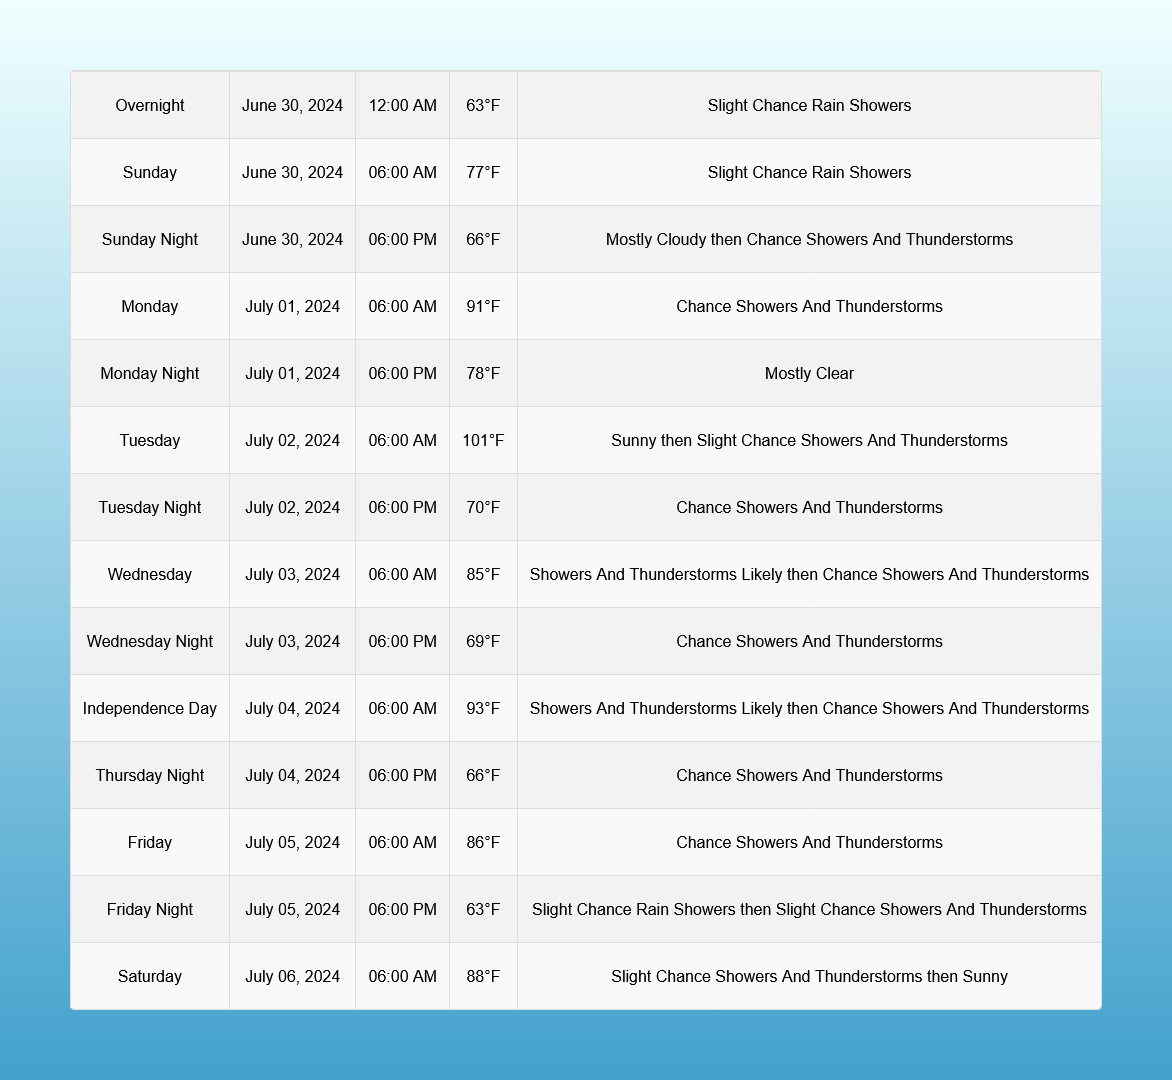 Overnight June 30, 2024 12:00 AM 63°F Slight Chance Rain Showers
Sunday June 30, 2024 06:00 AM 77°F Slight Chance Rain Showers
Sunday Night June 30, 2024 06:00 PM 66°F Mostly Cloudy then Chance Showers And Thunderstorms
Monday July 01, 2024 06:00 AM 91°F Chance Showers And Thunderstorms
Monday Night July 01, 2024 06:00 PM 78°F Mostly Clear
Tuesday July 02, 2024 06:00 AM 101°F Sunny then Slight Chance Showers And Thunderstorms
Tuesday Night July 02, 2024 06:00 PM 70°F Chance Showers And Thunderstorms
Wednesday July 03, 2024 06:00 AM 85°F Showers And Thunderstorms Likely then Chance Showers And Thunderstorms
Wednesday Night July 03, 2024 06:00 PM 69°F Chance Showers And Thunderstorms
Independence Day July 04, 2024 06:00 AM 93°F Showers And Thunderstorms Likely then Chance Showers And Thunderstorms
Thursday Night July 04, 2024 06:00 PM 66°F Chance Showers And Thunderstorms
Friday July 05, 2024 06:00 AM 86°F Chance Showers And Thunderstorms
Friday Night July 05, 2024 06:00 PM 63°F Slight Chance Rain Showers then Slight Chance Showers And Thunderstorms
Saturday July 06, 2024 06:00 AM 88°F Slight Chance Showers And Thunderstorms then Sunny